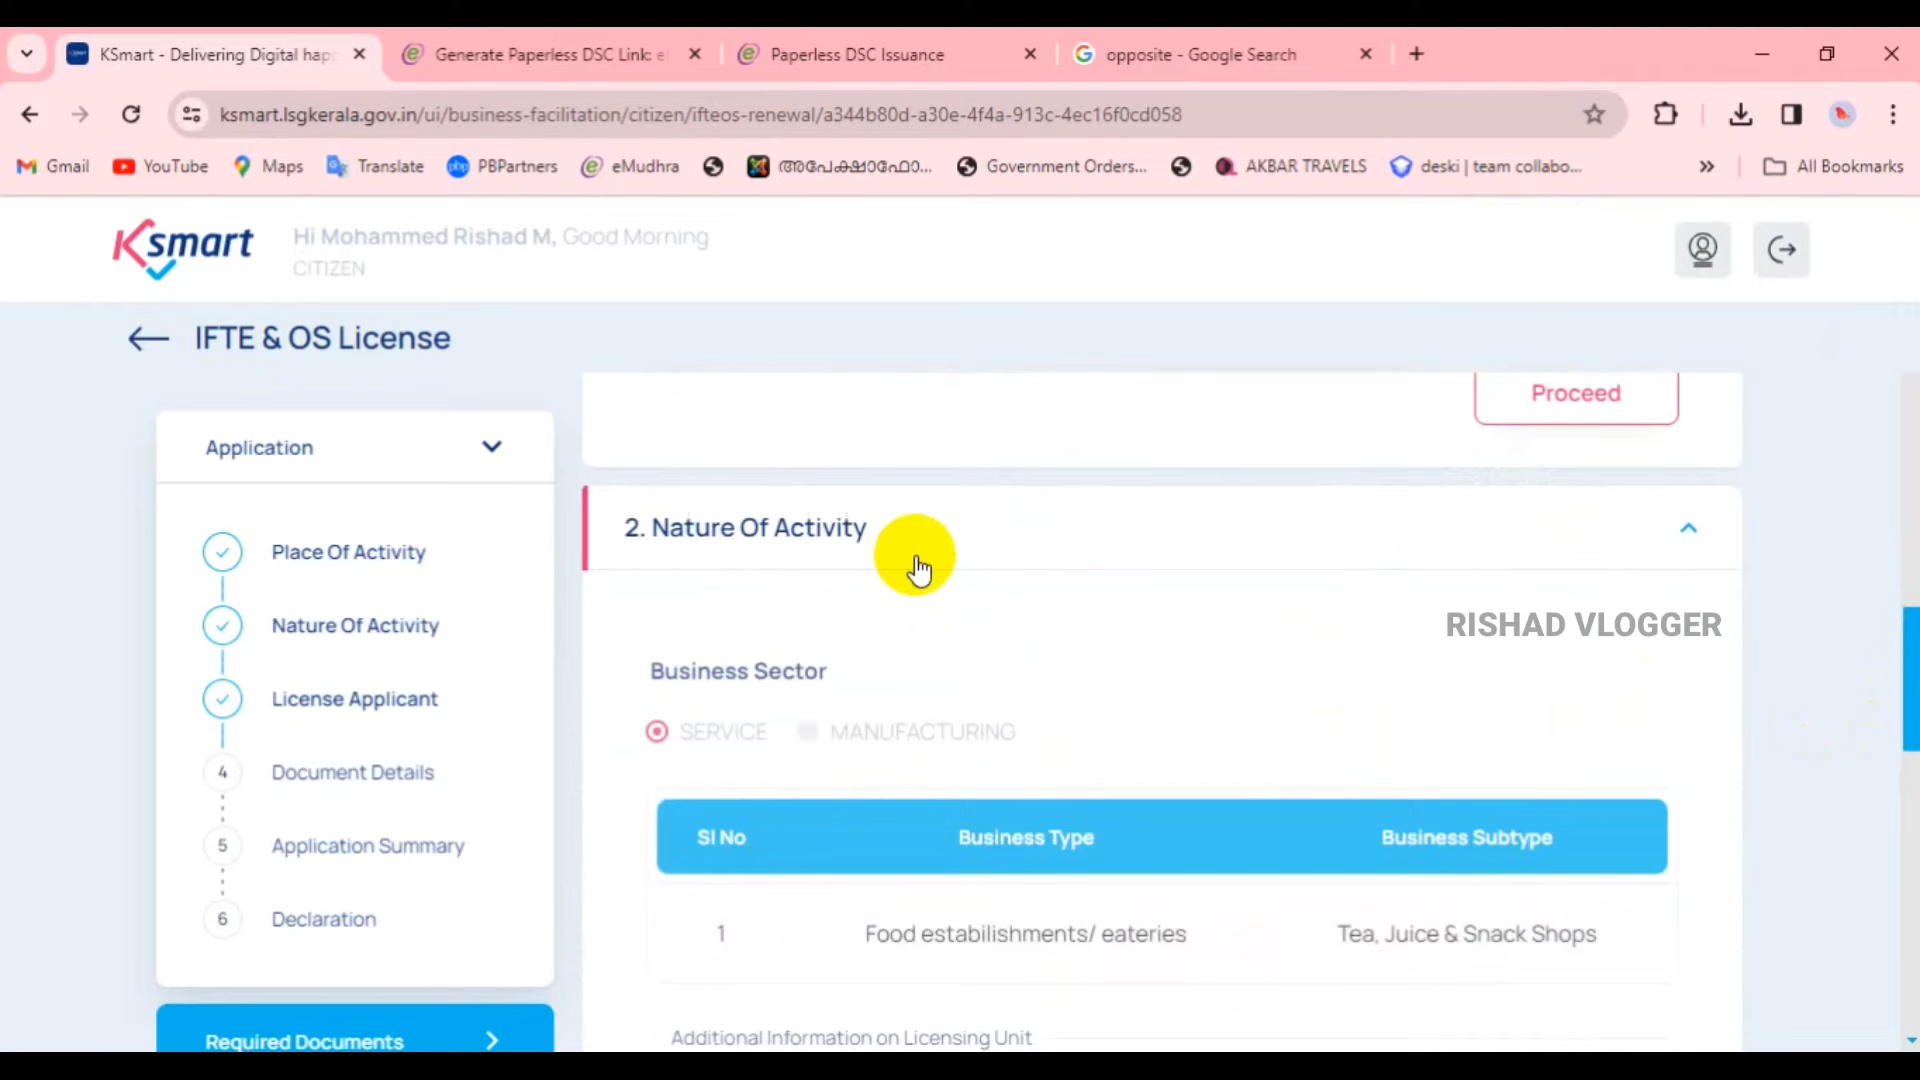 KSmart - Delivering Digital hap
Generate Paperless DSC Link: e
Paperless DSC Issuance
opposite - Google Search
ksmart.lsgkerala.gov.in/ui/business-facilitation/citizen/ifteos-renewal/a344b80d-a30e-4f4a-913c-4ec16f0cd058
Gmail
YouTube
Maps
Translate
PBPartners
eMudhra
അപേക്ഷാഫോ...
Government Orders...
AKBAR TRAVELS
deski | team collabo...
All Bookmarks
Ksmart
Hi Mohammed Rishad M, Good Morning
CITIZEN
IFTE & OS License
Application
Place Of Activity
Nature Of Activity
License Applicant
4 Document Details
5 Application Summary
6 Declaration
Required Documents
Proceed
2. Nature Of Activity
RISHAD VLOGGER
Business Sector
SERVICE MANUFACTURING
Sl No Business Type Business Subtype
1 Food estabilishments/ eateries Tea, Juice & Snack Shops
Additional Information on Licensing Unit